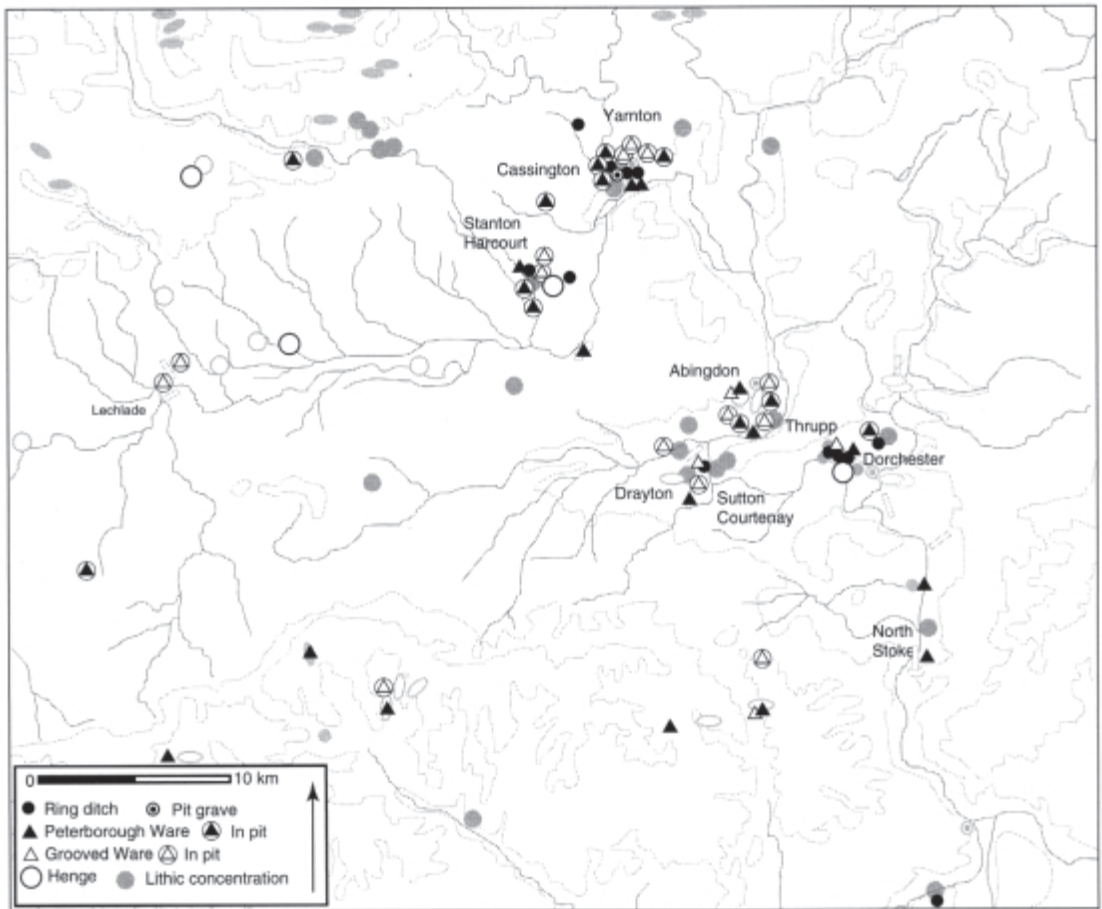 Yarnton
Cassington
Stanton
Harcourt
Abingdon
Lechlade
Thrupp
Dorchester
Drayton
Sutton
Courtenay
North
Stoke
0 10 km
Ring ditch Pit grave
Peterborough Ware In pit
Grooved Ware In pit
Henge Lithic concentration